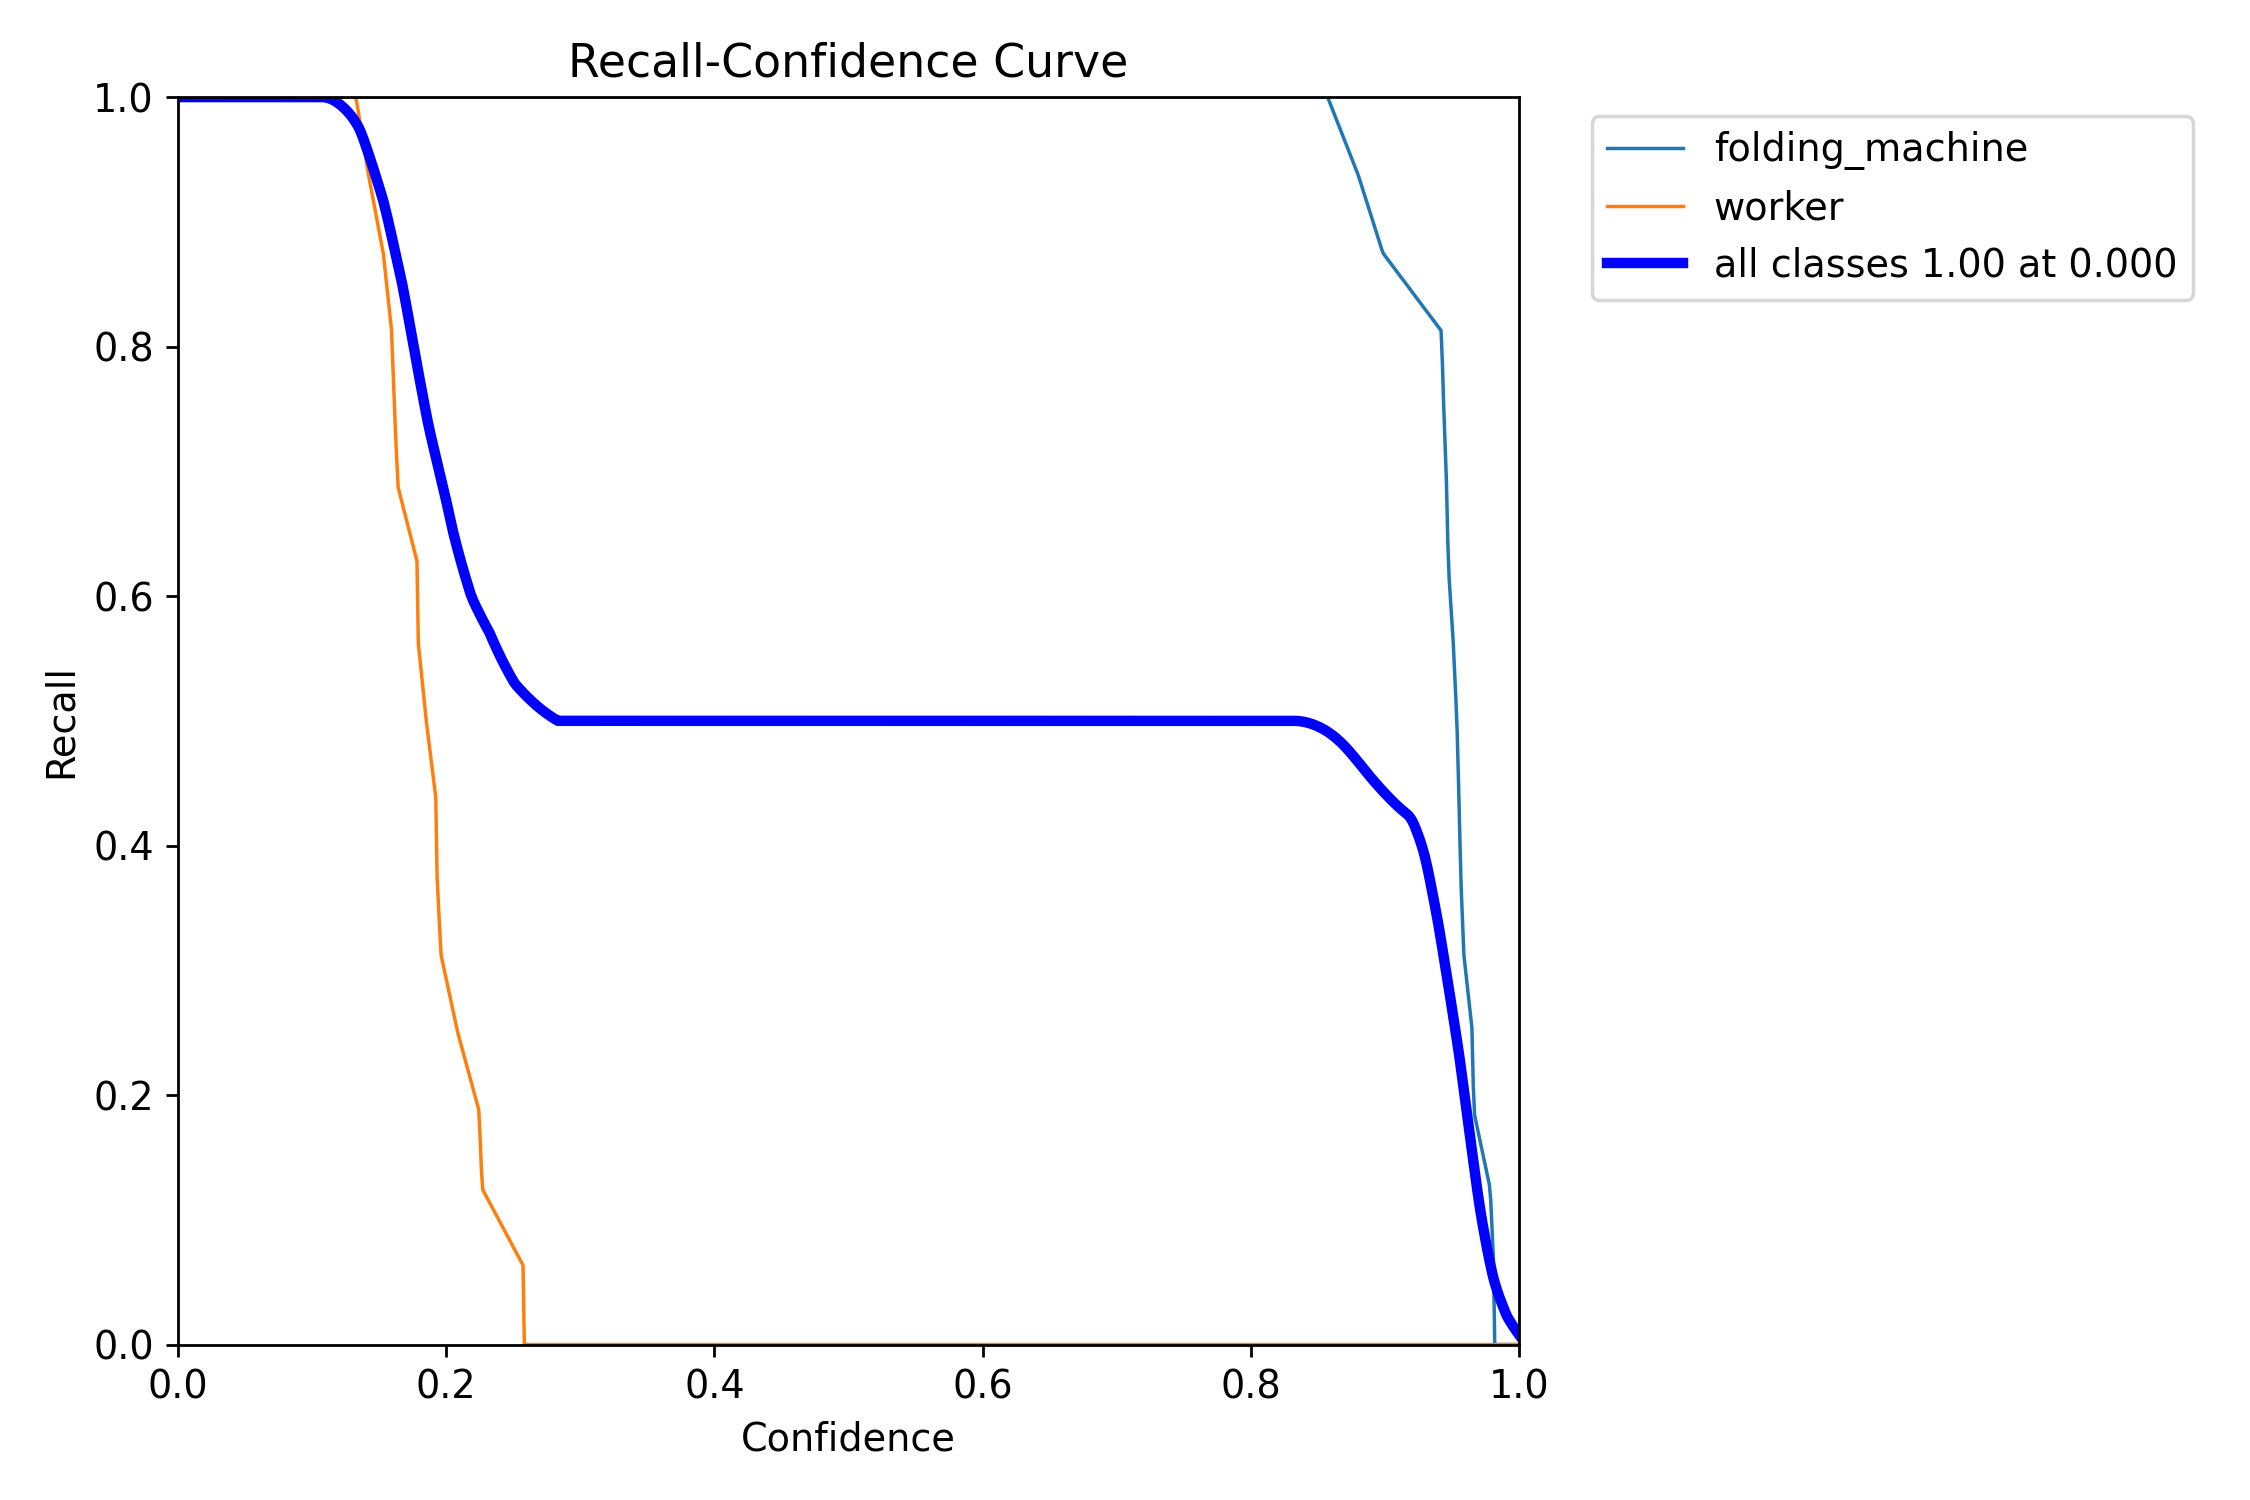 Recall-Confidence Curve
1.0
0.8
0.6
0.4
0.2
0.0
Recall
0.0 0.2 0.4 0.6 0.8 1.0
Confidence
folding_machine
worker
all classes 1.00 at 0.000